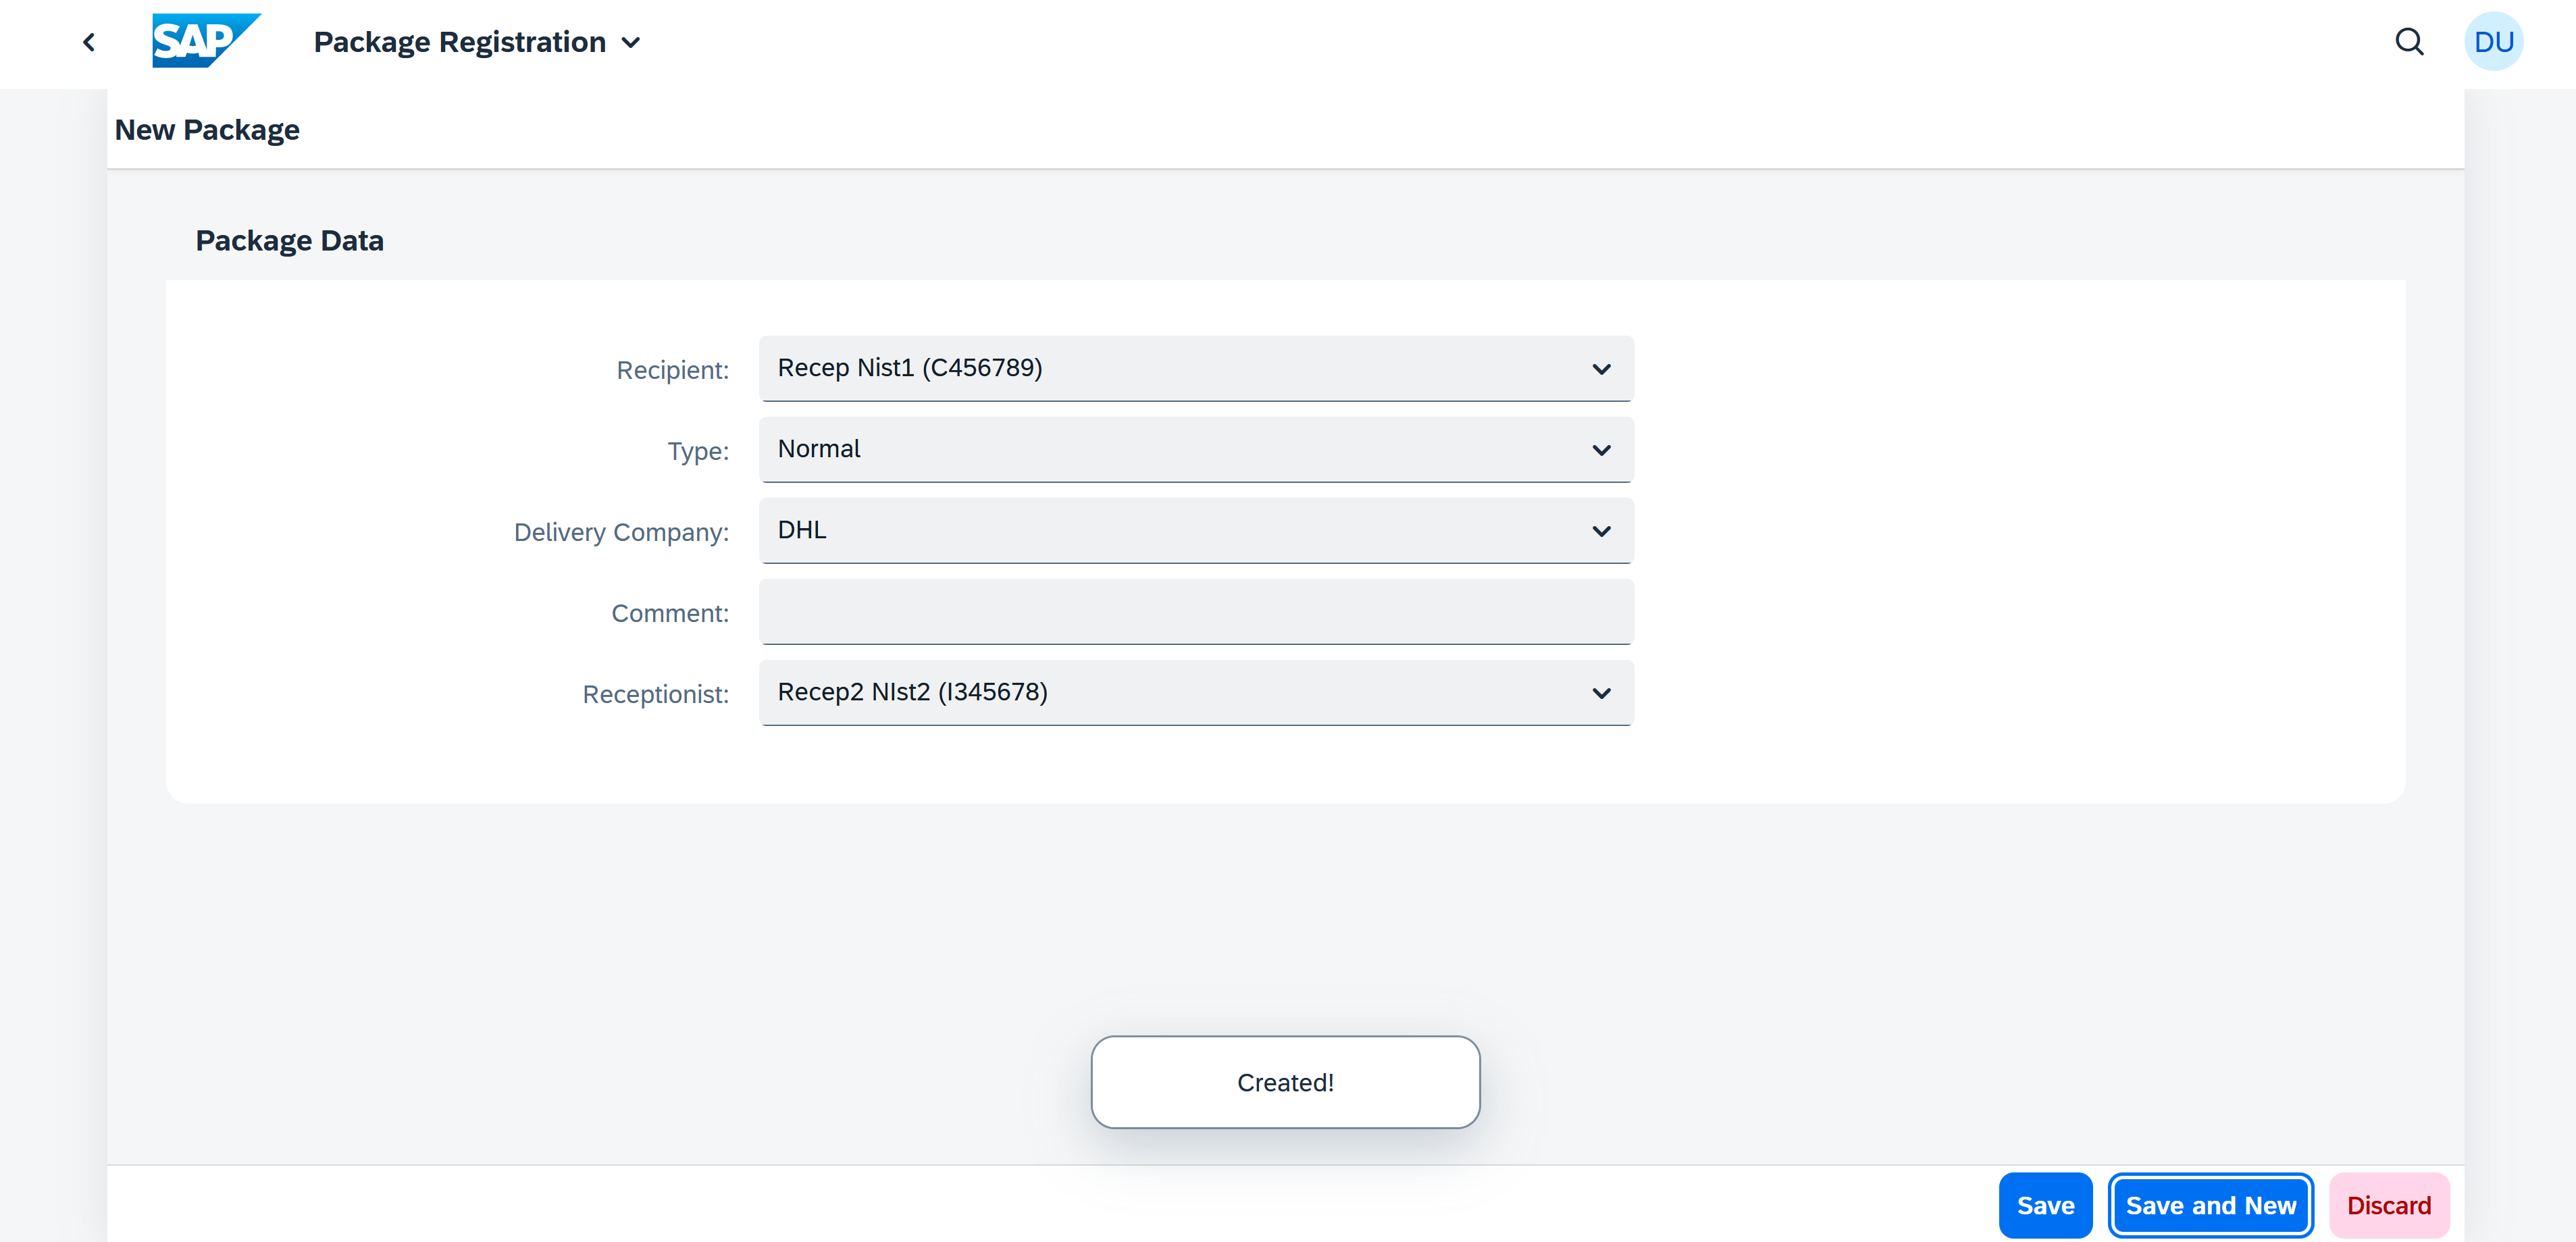 SAP Package Registration DU
New Package
Package Data
Recipient: Recep Nist1 (C456789)
Type: Normal
Delivery Company: DHL
Comment:
Receptionist: Recep2 NIst2 (I345678)
Created!
Save Save and New Discard